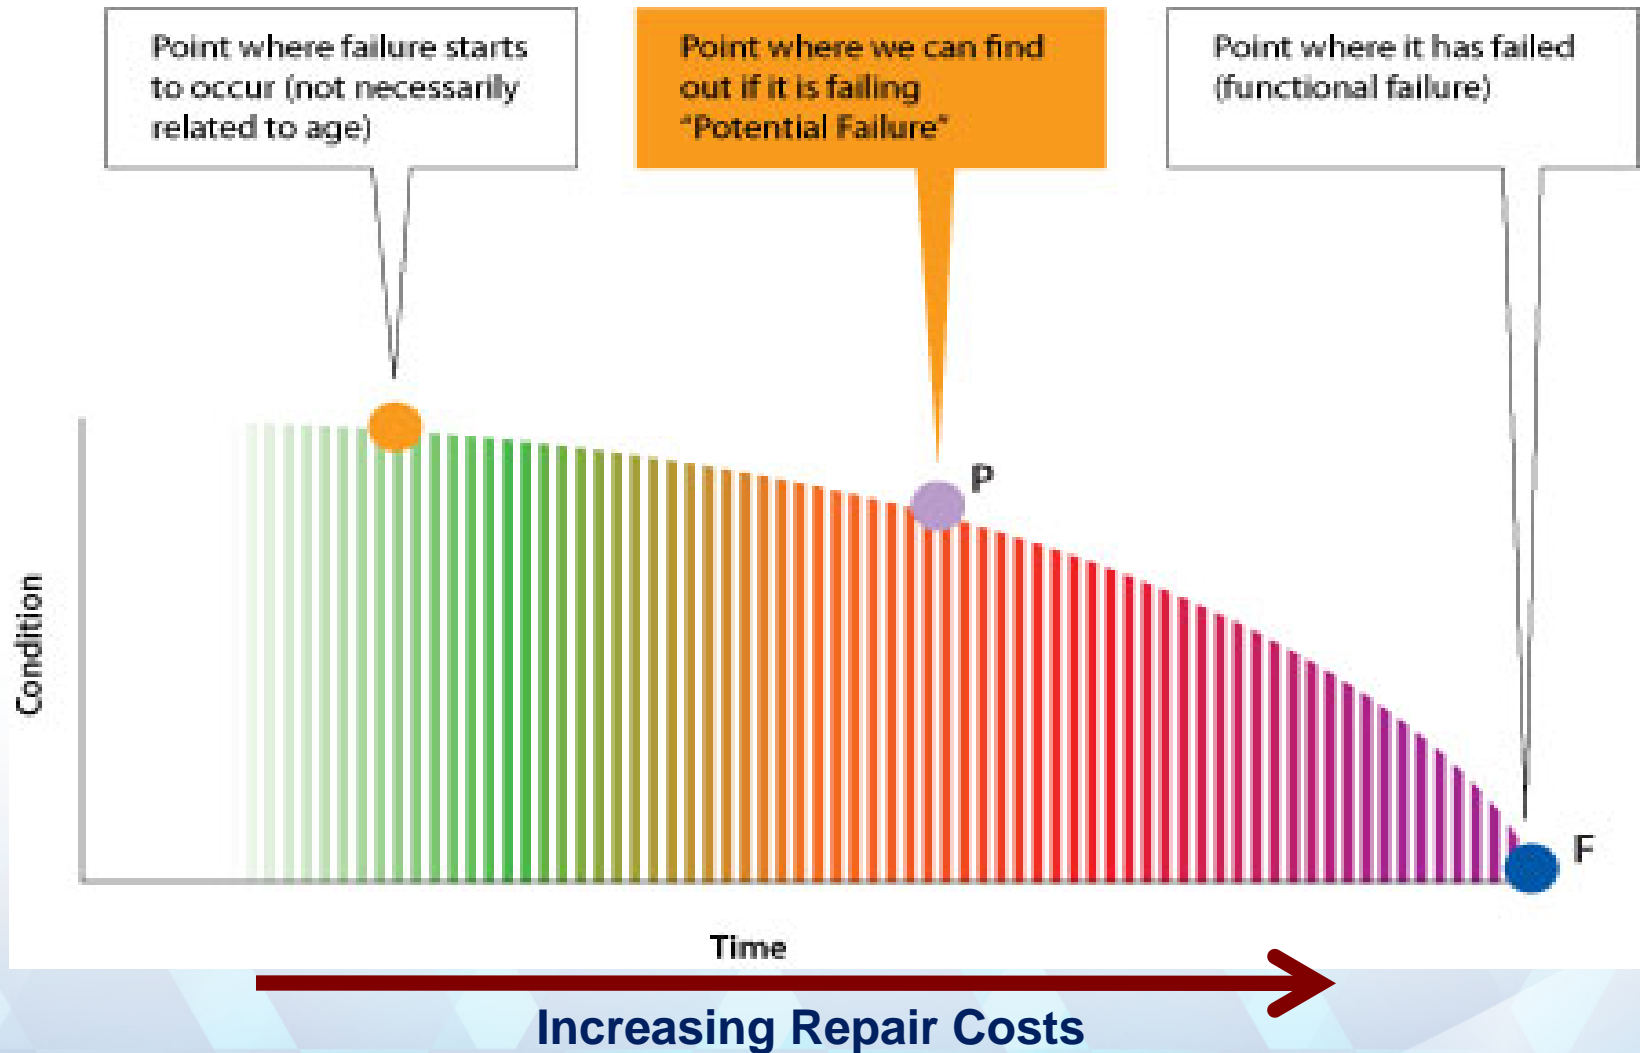 Point where failure starts
to occur (not necessarily
related to age)
Point where we can find
out if it is failing
"Potential Failure"
Point where it has failed
(functional failure)
P
F
Condition
Time
Increasing Repair Costs